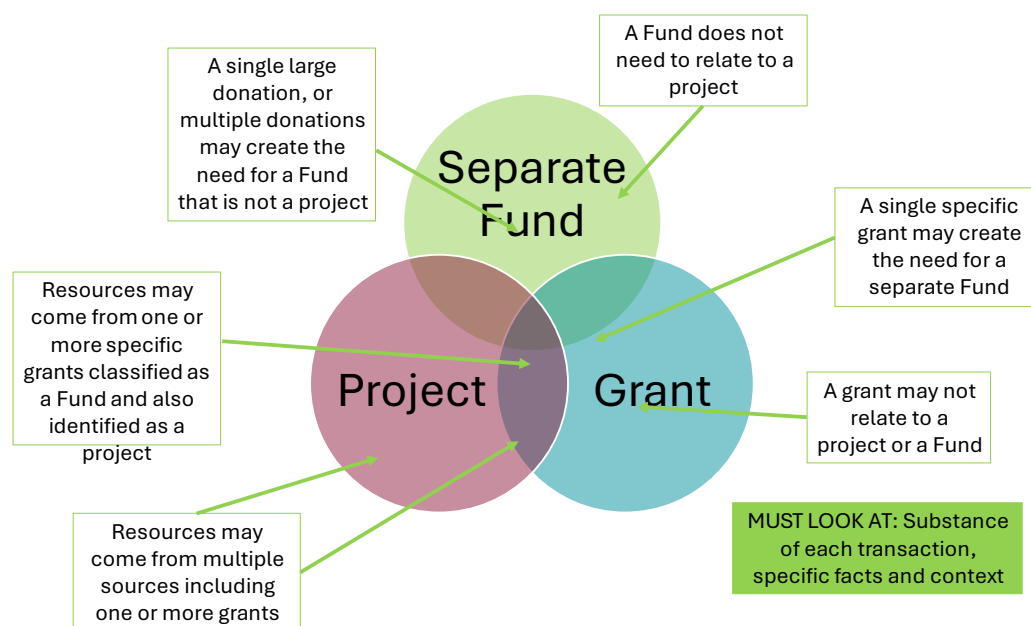 A Fund does not
need to relate to a
project
A single large
donation, or
multiple donations
may create the
need for a Fund
that is not a project
Separate
Fund
A single specific
grant may create
the need for a
separate Fund
Resources may
come from one or
more specific
grants classified as
a Fund and also
identified as a
project
Project
Grant
A grant may not
relate to a
project or a Fund
Resources may
come from multiple
sources including
one or more grants
MUST LOOK AT: Substance
of each transaction,
specific facts and context